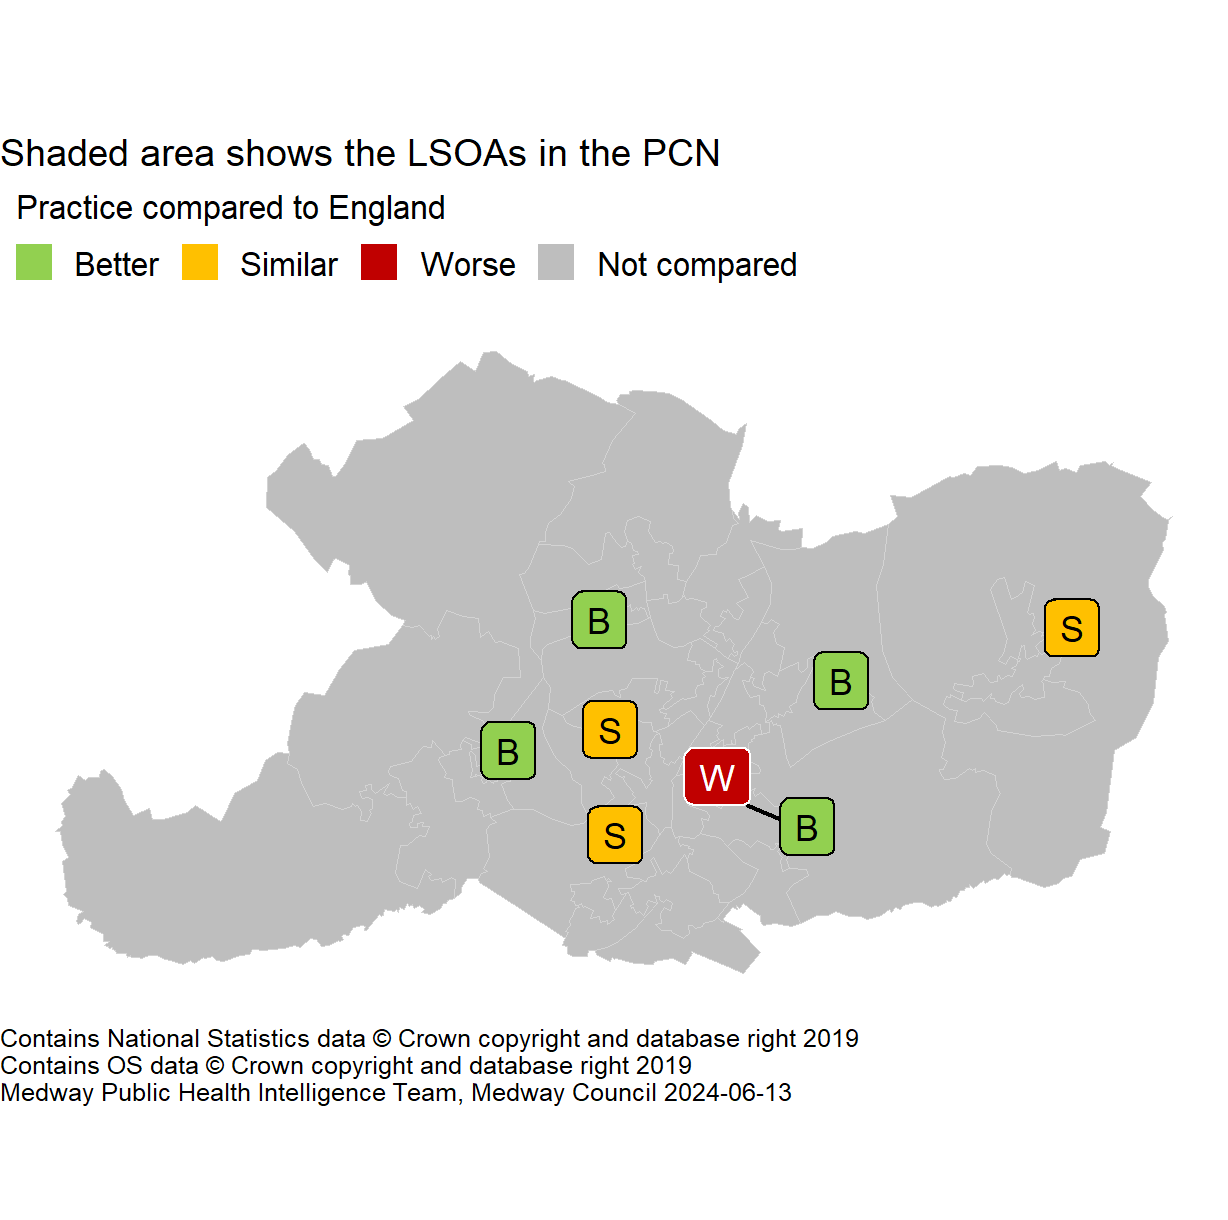 Shaded area shows the LSOAs in the PCN
Practice compared to England
Better Similar Worse Not compared
B
S
B
S
B
W
S
B
Contains National Statistics data © Crown copyright and database right 2019
Contains OS data © Crown copyright and database right 2019
Medway Public Health Intelligence Team, Medway Council 2024-06-13